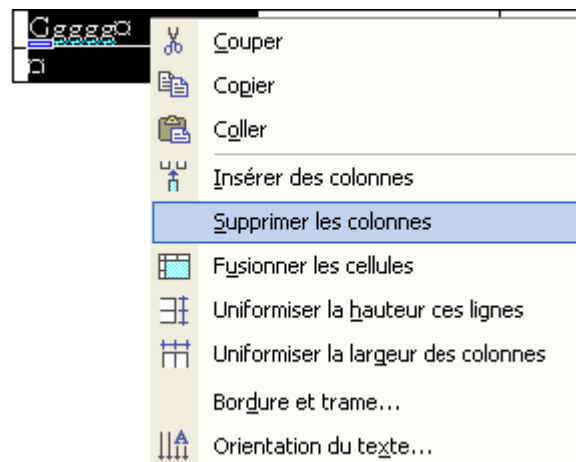 Ggggg¤
¤
Couper
Copier
Coller
Insérer des colonnes
Supprimer les colonnes
Fusionner les cellules
Uniformiser la hauteur ces lignes
Uniformiser la largeur des colonnes
Bordure et trame...
Orientation du texte...